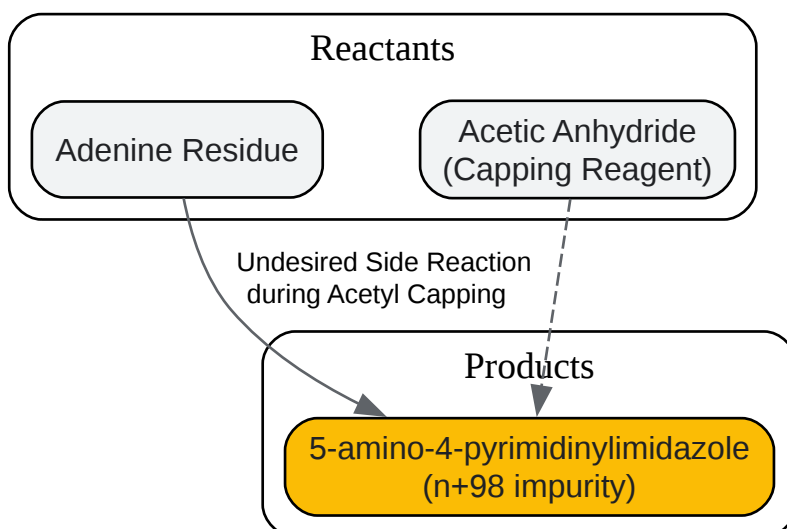 Reactants
Adenine Residue
Acetic Anhydride
(Capping Reagent)
Undesired Side Reaction
during Acetyl Capping
Products
5-amino-4-pyrimidinylimidazole
(n+98 impurity)